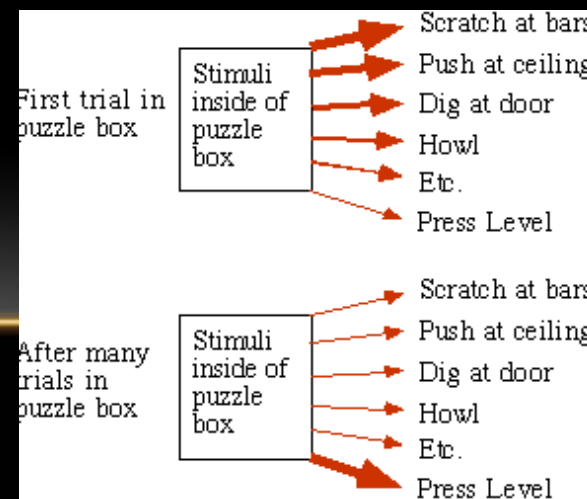 First trial in
puzzle box
Stimuli
inside of
puzzle
box
Scratch at bars
Push at ceiling
Dig at door
Howl
Etc.
Press Level
After many
trials in
puzzle box
Stimuli
inside of
puzzle
box
Scratch at bars
Push at ceiling
Dig at door
Howl
Etc.
Press Level